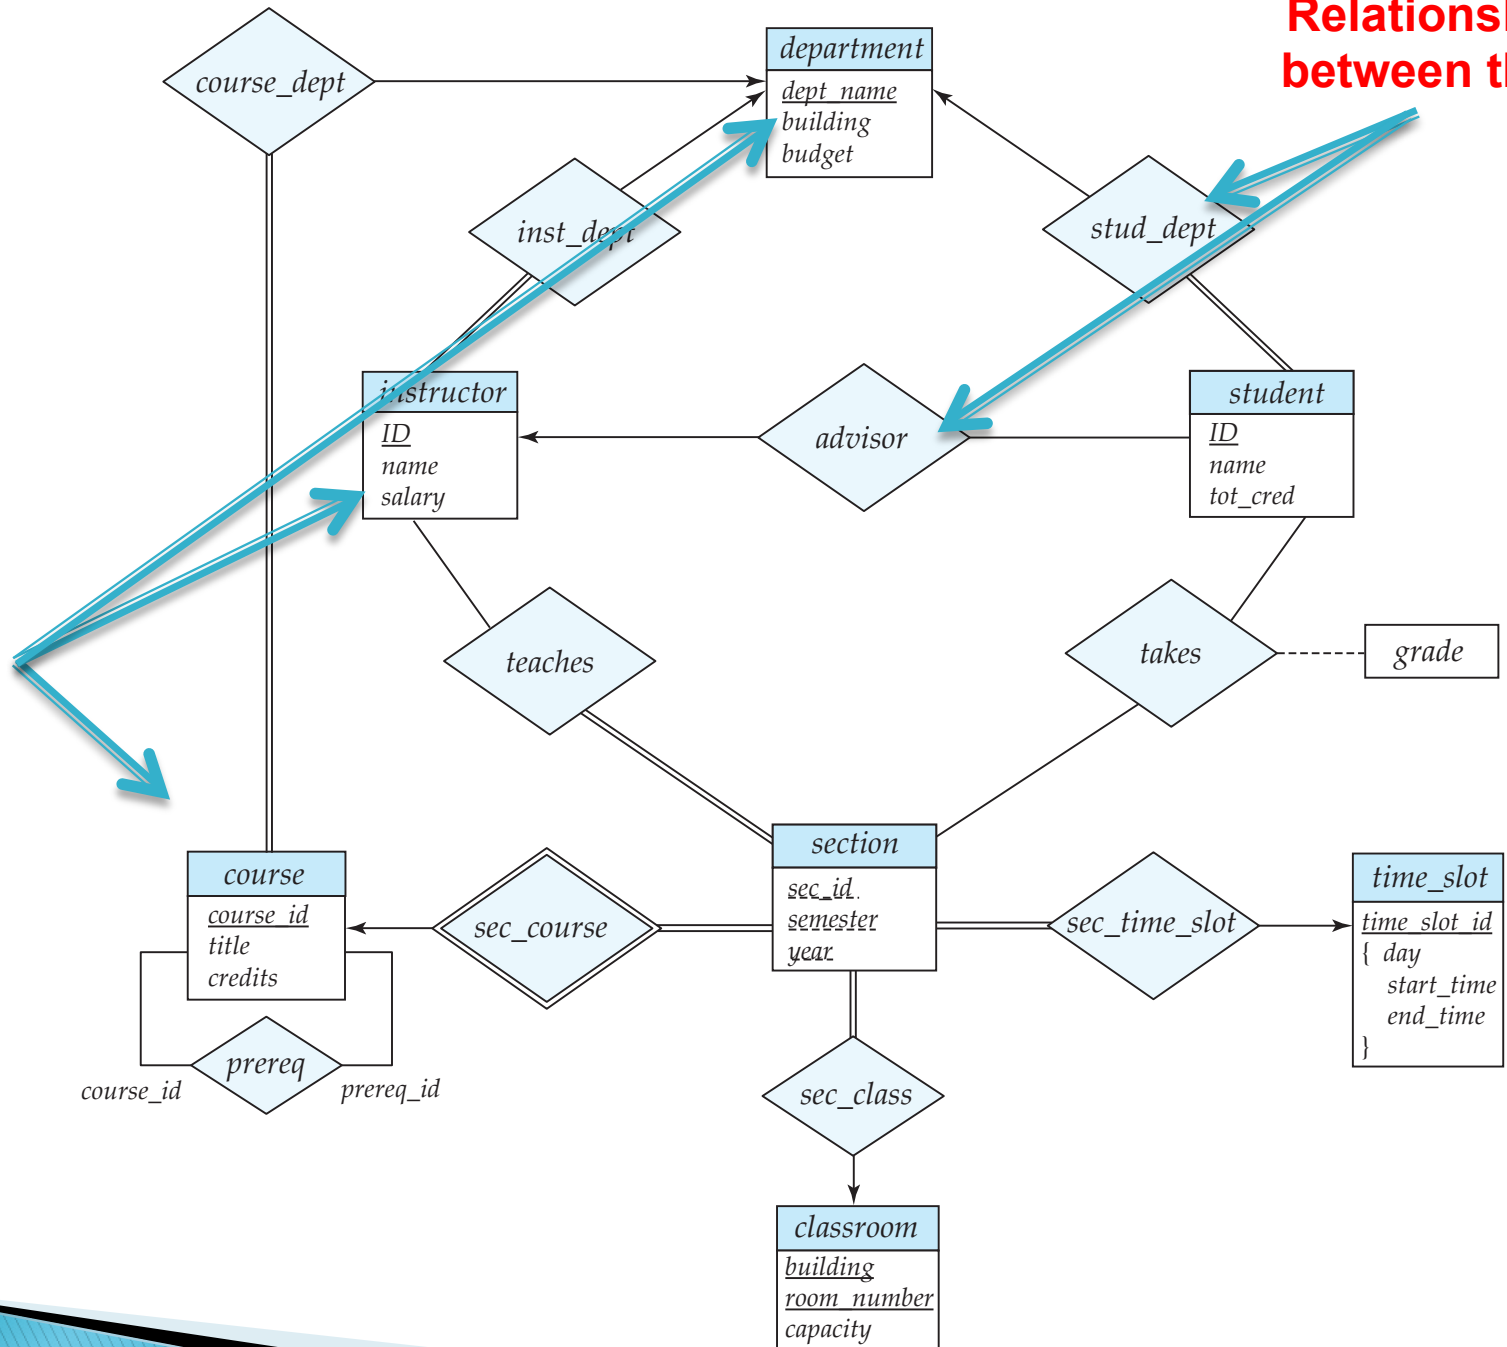 Relations
between t
department
course_dept
dept_name
building
budget
inst_dept
stud_dept
instructor
ID
name
salary
advisor
student
ID
name
tot_cred
teaches
takes
grade
section
sec_id
semester
year
course
course_id
title
credits
sec_course
sec_time_slot
time_slot
time_slot_id
{ day
start_time
end_time
}
prereq
course_id
prereq_id
sec_class
classroom
building
room_number
capacity